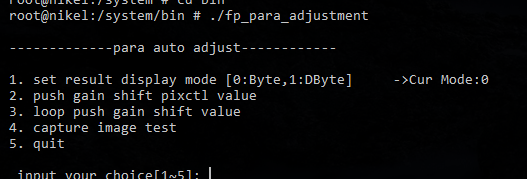 root@nikel:/system # cd bin
root@nikel:/system/bin # ./fp_para_adjustment
-------------para auto adjust------------
1. set result display mode [0:Byte,1:DByte]     ->Cur Mode:0
2. push gain shift pixctl value
3. loop push gain shift value
4. capture image test
5. quit
input your choice[1~5]: